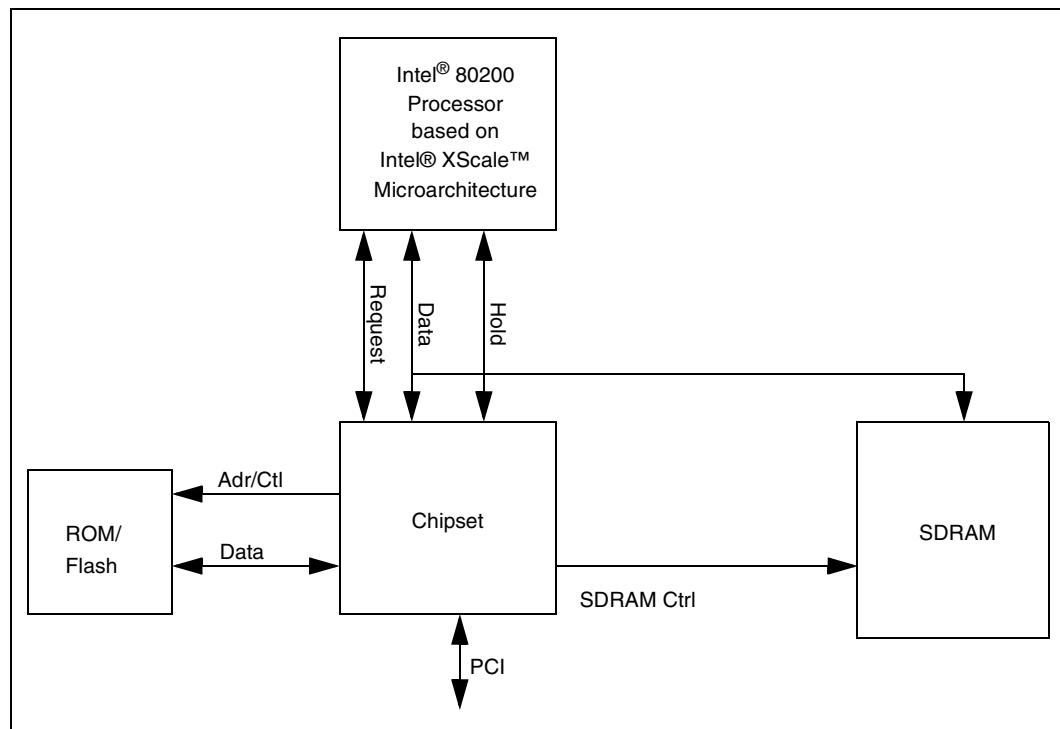 Intel® 80200
Processor
based on
Intel® XScale™
Microarchitecture
Request
Data
Hold
Adr/Ctl
Chipset
ROM/
Flash
Data
SDRAM
SDRAM Ctrl
PCI